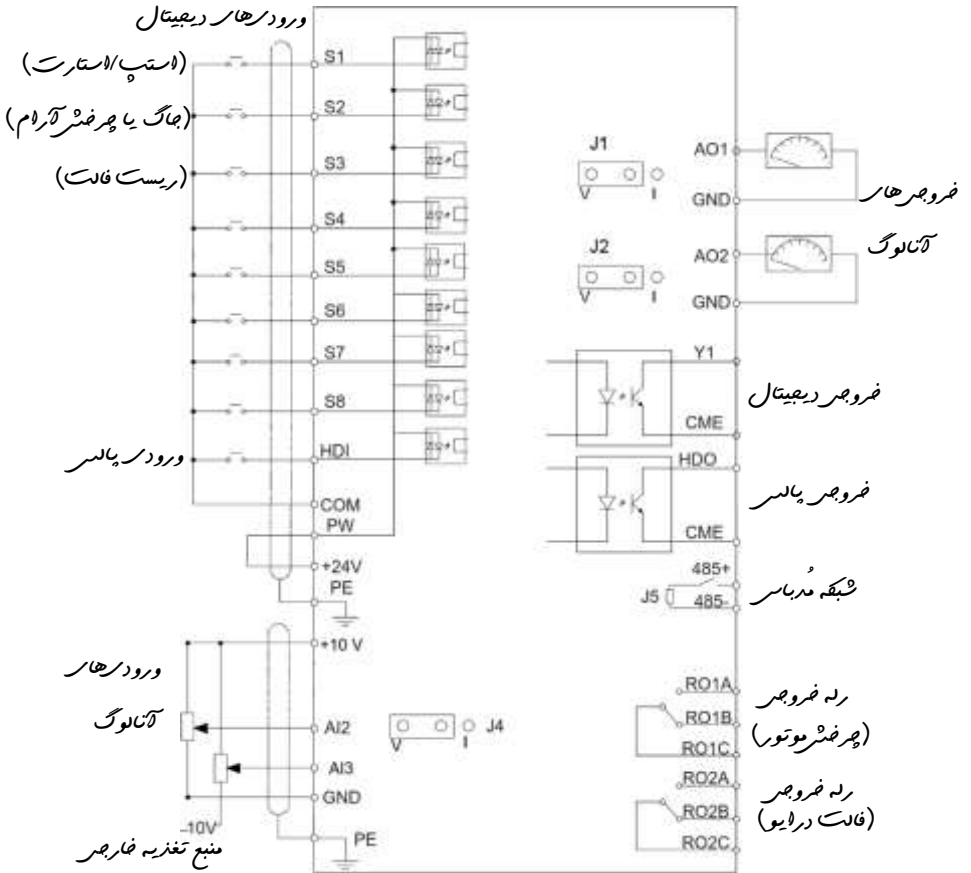 ورودی‌های دیجیتال
S1
(استپ/استارت)
S2
(جاگ یا چرخش آرام)
S3
(ریست فالت)
S4
S5
S6
S7
S8
HDI
ورودی پالسی
COM
PW
+24V
PE
+10 V
ورودی‌های
آنالوگ
AI2
AI3
GND
-10V
PE
منبع تغذیه خارجی
J1
V I
J2
V I
J4
V I
AO1
GND
خروجی‌های
آنالوگ
AO2
GND
Y1
خروجی دیجیتال
CME
HDO
خروجی پالسی
CME
485+
J5
485-
شبکه مُدباس
RO1A
رله خروجی
RO1B
(چرخش موتور)
RO1C
RO2A
رله خروجی
RO2B
(فالت درایو)
RO2C